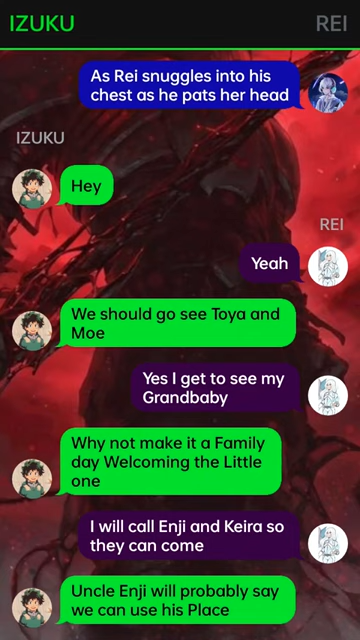 IZUKU
REI
As Rei snuggles into his
chest as he pats her head
IZUKU
Hey
REI
Yeah
We should go see Toya and
Moe
Yes I get to see my
Grandbaby
Why not make it a Family
day Welcoming the Little
one
I will call Enji and Keira so
they can come
Uncle Enji will probably say
we can use his Place